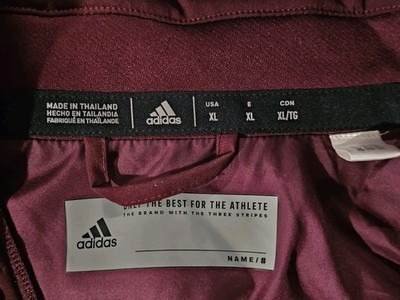 MADE IN THAILAND
HECHO EN TAILANDIA
FABRIQUÉ EN THAÏLANDE
adidas
USA
XL
E
XL
CDN
XL/TG
ONLY THE BEST FOR THE ATHLETE
THE BRAND WITH THE THREE STRIPES
adidas
NAME/#